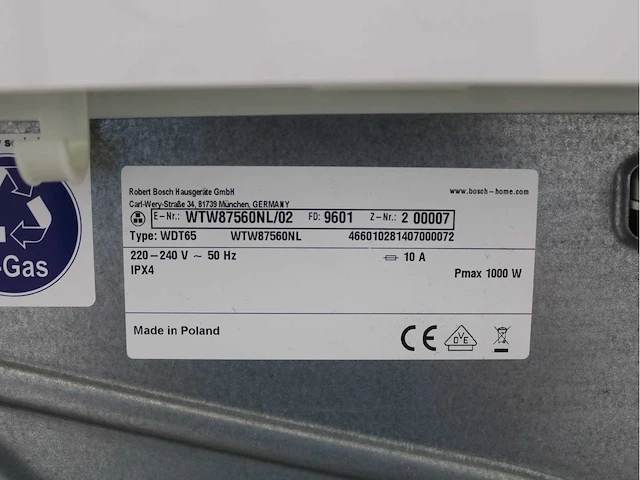 Robert Bosch Hausgeräte GmbH
Carl-Wery-Straße 34, 81739 München, GERMANY
www.bosch-home.com
E-Nr.: WTW87560NL/02 FD: 9601 Z-Nr.: 2 00007
Type: WDT65 WTW87560NL 466010281407000072
220-240 V ~ 50 Hz 10 A
IPX4 Pmax 1000 W
Made in Poland
CE VDE
-Gas